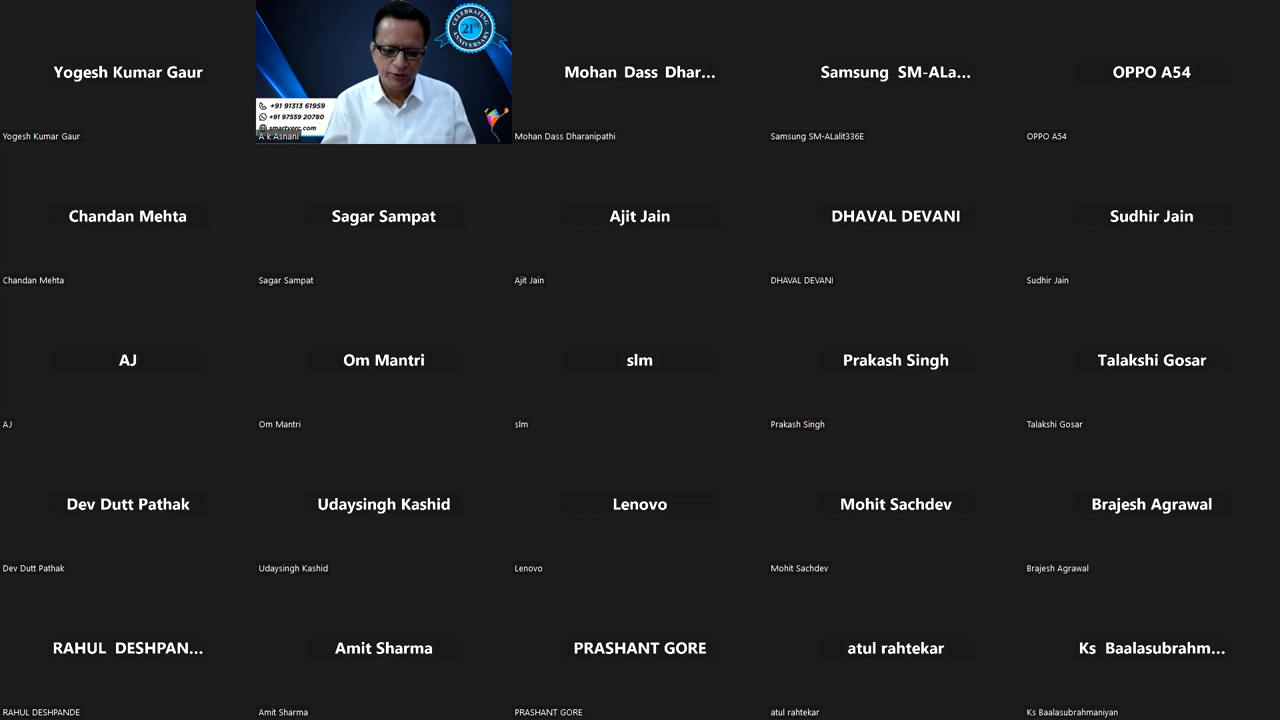 Yogesh Kumar Gaur
Yogesh Kumar Gaur
CELEBRATING
21
ANNIVERSARY
+91 91313 61959
+91 97559 20780
A k Asnani
Mohan Dass Dhar...
Mohan Dass Dharanipathi
Samsung SM-ALa...
Samsung SM-ALalit336E
OPPO A54
OPPO A54
Chandan Mehta
Chandan Mehta
Sagar Sampat
Sagar Sampat
Ajit Jain
Ajit Jain
DHAVAL DEVANI
DHAVAL DEVANI
Sudhir Jain
Sudhir Jain
AJ
AJ
Om Mantri
Om Mantri
slm
slm
Prakash Singh
Prakash Singh
Talakshi Gosar
Talakshi Gosar
Dev Dutt Pathak
Dev Dutt Pathak
Udaysingh Kashid
Udaysingh Kashid
Lenovo
Lenovo
Mohit Sachdev
Mohit Sachdev
Brajesh Agrawal
Brajesh Agrawal
RAHUL DESHPAN...
RAHUL DESHPANDE
Amit Sharma
Amit Sharma
PRASHANT GORE
PRASHANT GORE
atul rahtekar
atul rahtekar
Ks Baalasubrahm...
Ks Baalasubrahmaniyan